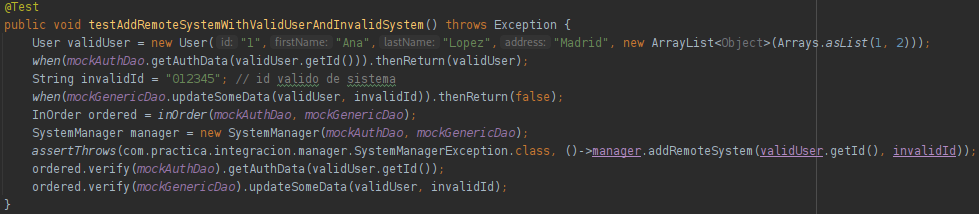 @Test
public void testAddRemoteSystemWithValidUserAndInvalidSystem() throws Exception {
User validUser = new User( id: "1", firstName: "Ana", lastName: "Lopez", address: "Madrid", new ArrayList<Object>(Arrays.asList(1, 2)));
when(mockAuthDao.getAuthData(validUser.getId())).thenReturn(validUser);
String invalidId = "012345"; // id valido de sistema
when(mockGenericDao.updateSomeData(validUser, invalidId)).thenReturn(false);
InOrder ordered = inOrder(mockAuthDao, mockGenericDao);
SystemManager manager = new SystemManager(mockAuthDao, mockGenericDao);
assertThrows(com.practica.integracion.manager.SystemManagerException.class, ()->manager.addRemoteSystem(validUser.getId(), invalidId));
ordered.verify(mockAuthDao).getAuthData(validUser.getId());
ordered.verify(mockGenericDao).updateSomeData(validUser, invalidId);
}